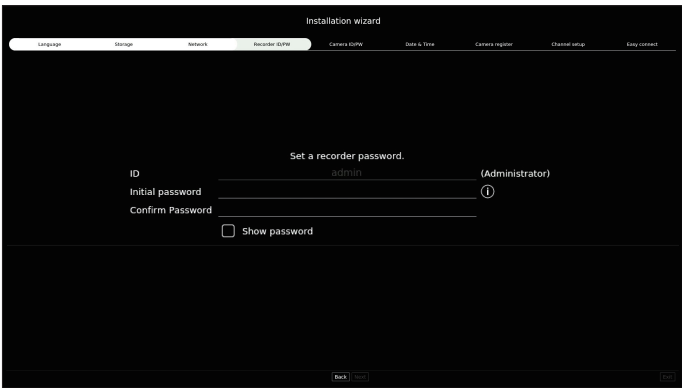 Installation wizard
Language Storage Network Recorder ID/PW Camera ID/PW Date & Time Camera register Channel setup Easy connect
Set a recorder password.
ID admin (Administrator)
Initial password
Confirm Password
Show password
Back Next Exit